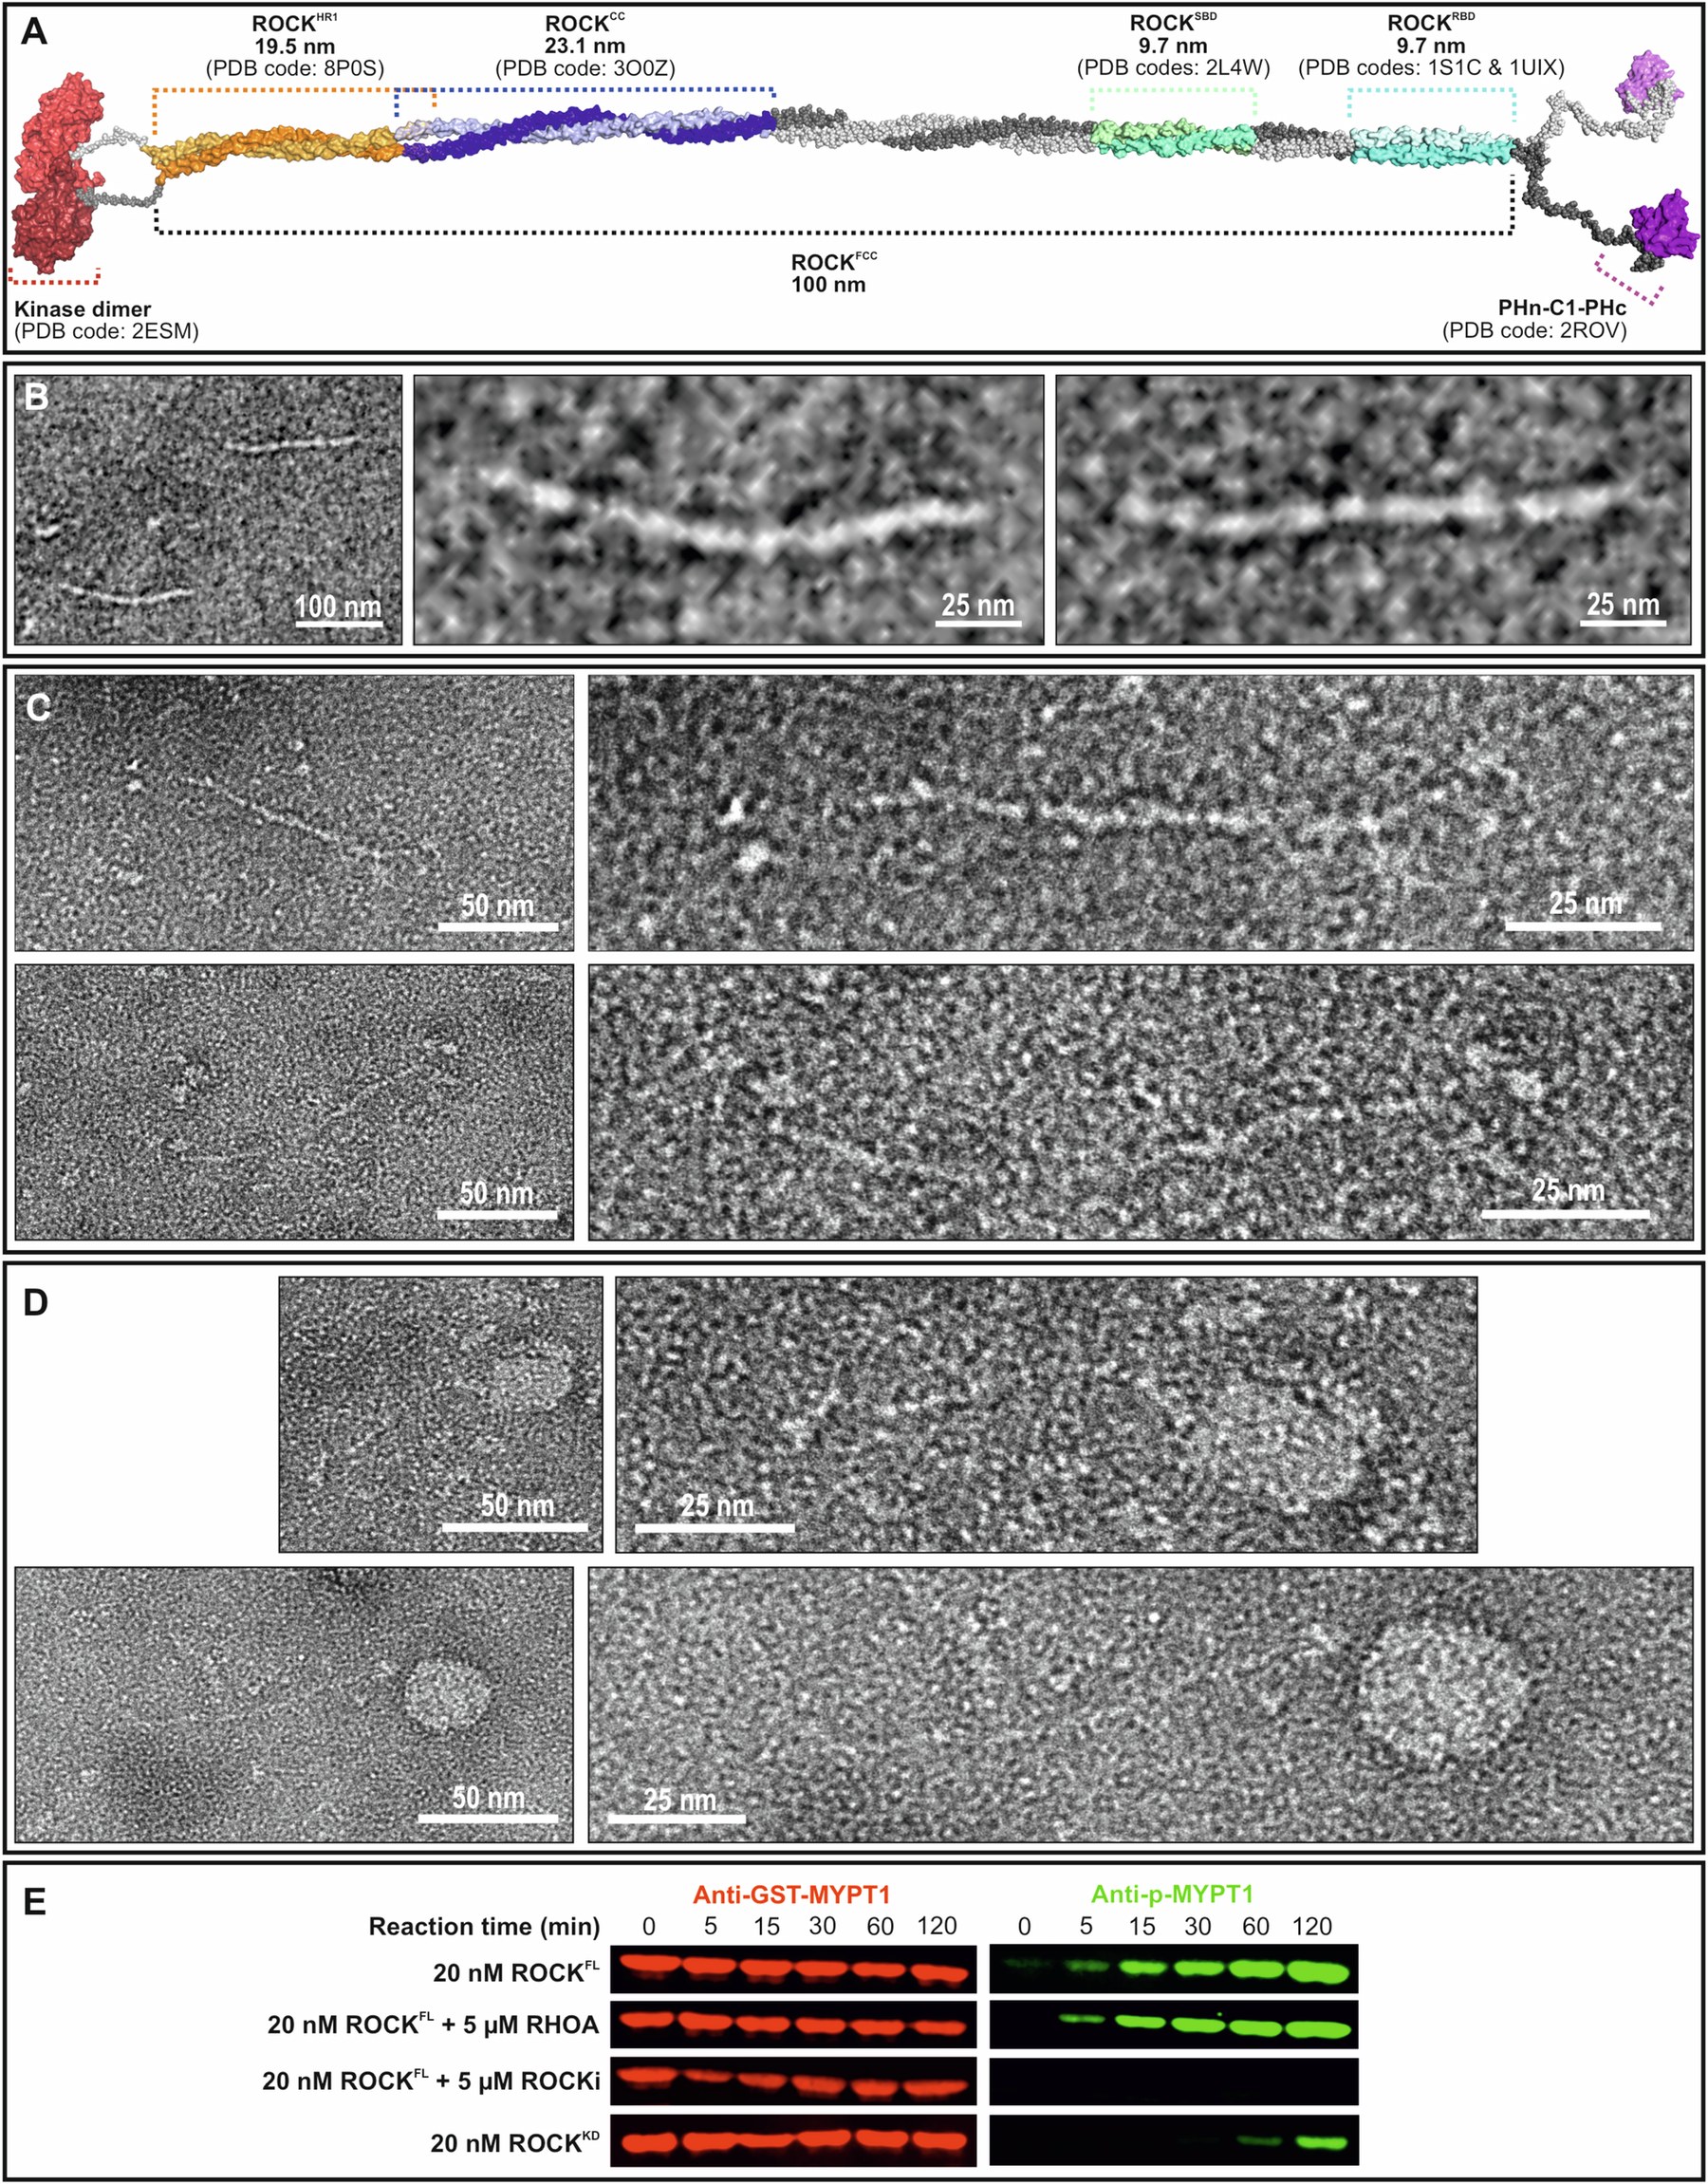 A
ROCKHR1
19.5 nm
(PDB code: 8P0S)
ROCKCC
23.1 nm
(PDB code: 3O0Z)
ROCKSBD
9.7 nm
(PDB codes: 2L4W)
ROCKRBD
9.7 nm
(PDB codes: 1S1C & 1UIX)
ROCKFCC
100 nm
Kinase dimer
(PDB code: 2ESM)
PHn-C1-PHc
(PDB code: 2ROV)
B
100 nm
25 nm
25 nm
C
50 nm
25 nm
50 nm
25 nm
D
50 nm
25 nm
50 nm
25 nm
E
Anti-GST-MYPT1
Anti-p-MYPT1
Reaction time (min) 0 5 15 30 60 120 0 5 15 30 60 120
20 nM ROCKFL
20 nM ROCKFL + 5 µM RHOA
20 nM ROCKFL + 5 µM ROCKi
20 nM ROCKKD